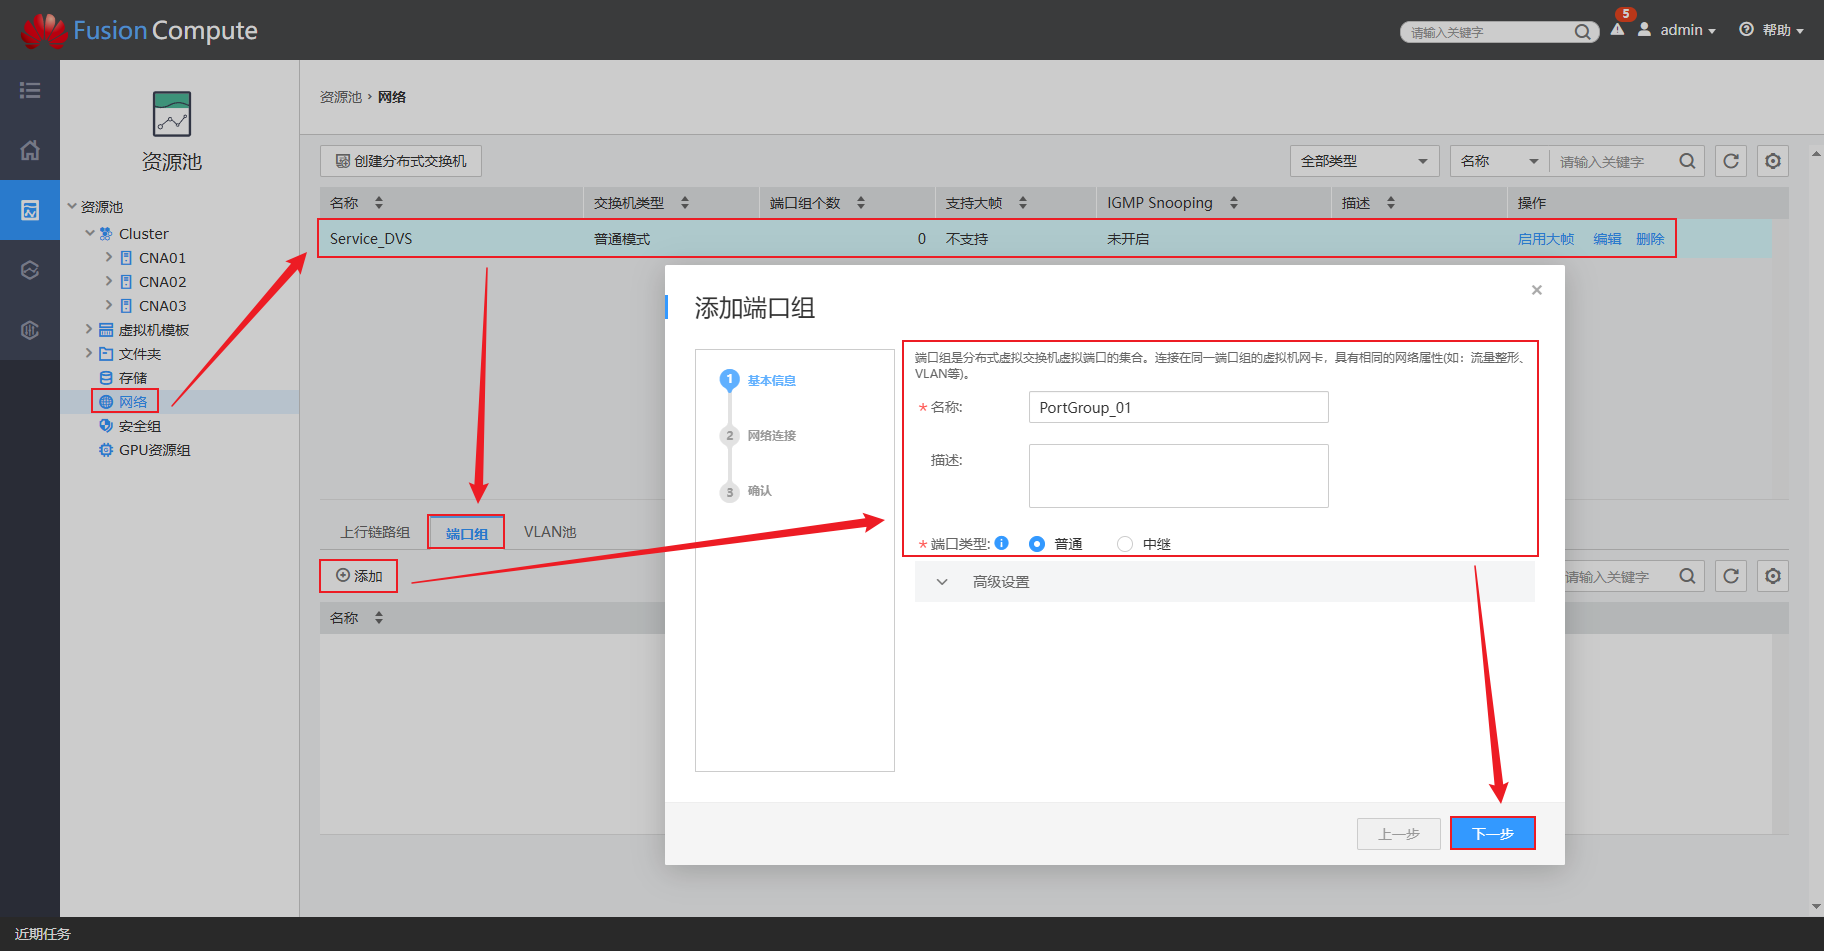 FusionCompute
请输入关键字
5
admin
帮助
资源池
资源池
Cluster
CNA01
CNA02
CNA03
虚拟机模板
文件夹
存储
网络
安全组
GPU资源组
资源池 › 网络
创建分布式交换机
全部类型
名称
请输入关键字
名称 交换机类型 端口组个数 支持大帧 IGMP Snooping 描述 操作
Service_DVS 普通模式 0 不支持 未开启 启用大帧 编辑 删除
上行链路组 端口组 VLAN池
添加
请输入关键字
名称
添加端口组
×
1 基本信息
2 网络连接
3 确认
端口组是分布式虚拟交换机虚拟端口的集合。连接在同一端口组的虚拟机网卡，具有相同的网络属性(如：流量整形、
VLAN等)。
* 名称: PortGroup_01
描述:
* 端口类型: 普通 中继
高级设置
上一步 下一步
近期任务